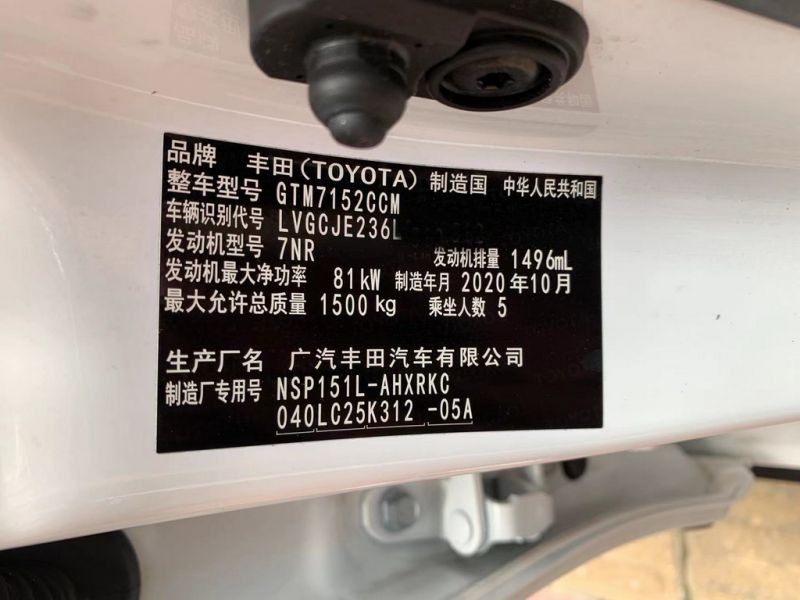 品牌 丰田(TOYOTA) 制造国 中华人民共和国
整车型号 GTM7152CCM
车辆识别代号 LVGCJE236L
发动机型号 7NR 发动机排量 1496mL
发动机最大净功率 81kW 制造年月 2020年10月
最大允许总质量 1500kg 乘坐人数 5
生产厂名 广汽丰田汽车有限公司
制造厂专用号 NSP151L-AHXRKC
040LC25K312 -05A